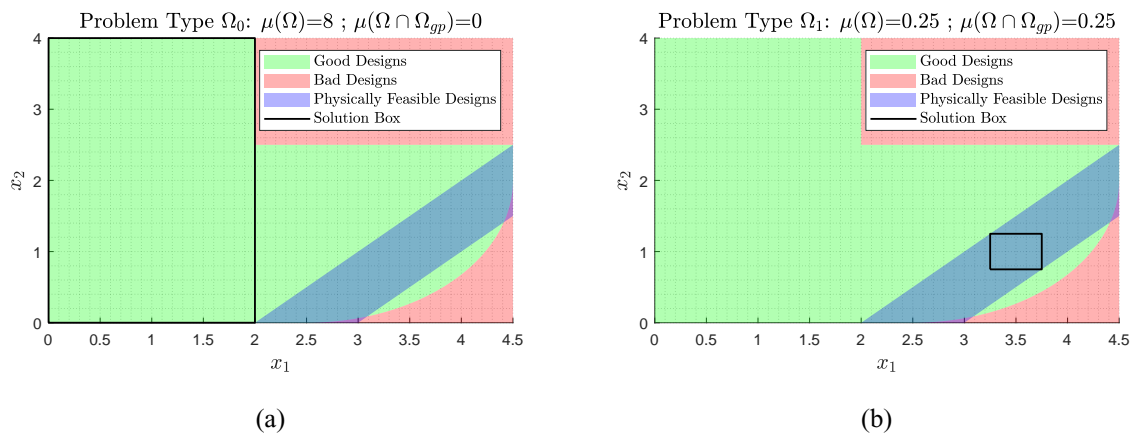 Problem Type Ω₀: μ(Ω)=8 ; μ(Ω ∩ Ω_gp)=0
4
3
2
1
0
x₂
Good Designs
Bad Designs
Physically Feasible Designs
Solution Box
0 0.5 1 1.5 2 2.5 3 3.5 4 4.5
x₁
(a)
Problem Type Ω₁: μ(Ω)=0.25 ; μ(Ω ∩ Ω_gp)=0.25
4
3
2
1
0
x₂
Good Designs
Bad Designs
Physically Feasible Designs
Solution Box
0 0.5 1 1.5 2 2.5 3 3.5 4 4.5
x₁
(b)